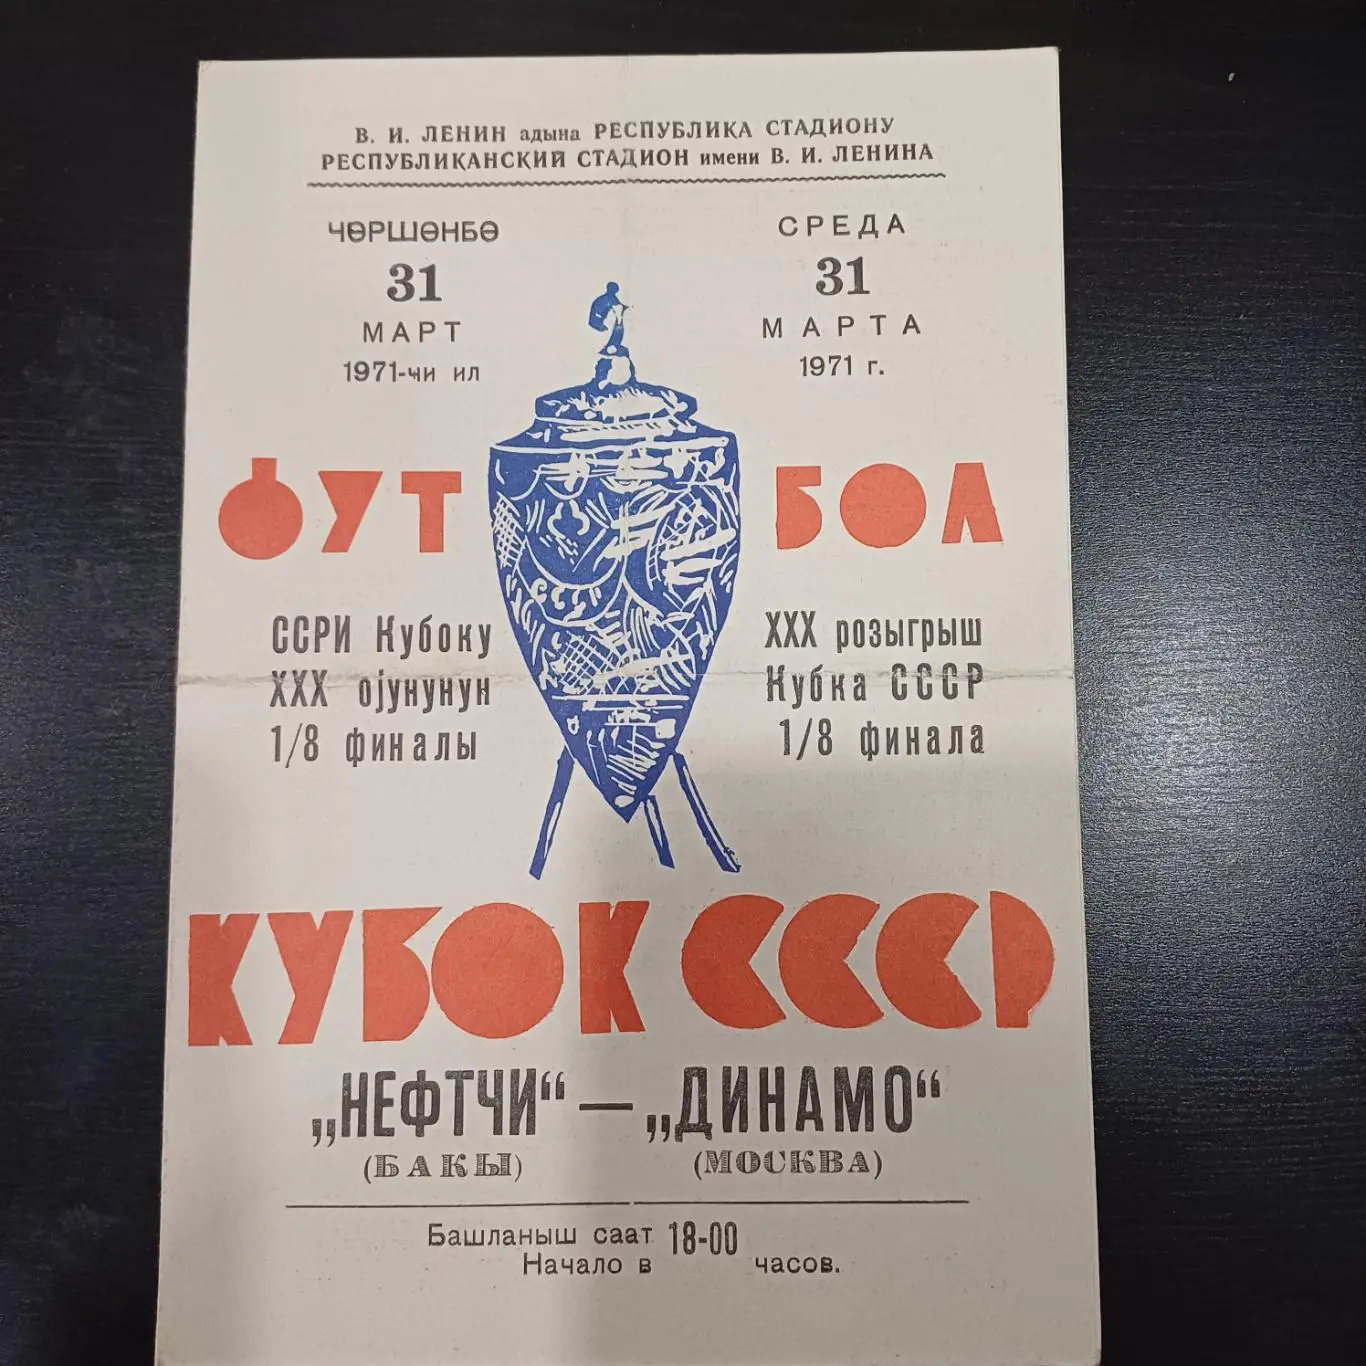 В. И. ЛЕНИН адына РЕСПУБЛИКА СТАДИОНУ
РЕСПУБЛИКАНСКИЙ СТАДИОН имени В. И. ЛЕНИНА
ЧӨРШӨНБӨ
31
МАРТ
1971-чи ил
СРЕДА
31
МАРТА
1971 г.
ФУТБОЛ
ССРИ Кубоку
XXX ојунунун
1/8 финалы
СССР
XXX розыгрыш
Кубка СССР
1/8 финала
КУБОК СССР
„НЕФТЧИ“ — „ДИНАМО“
(БАКЫ) (МОСКВА)
Башланыш саат 18-00
Начало в часов.